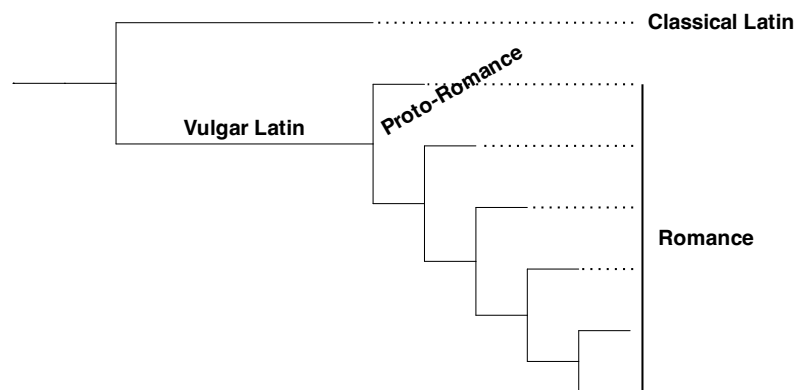 Classical Latin
Proto-Romance
Vulgar Latin
Romance